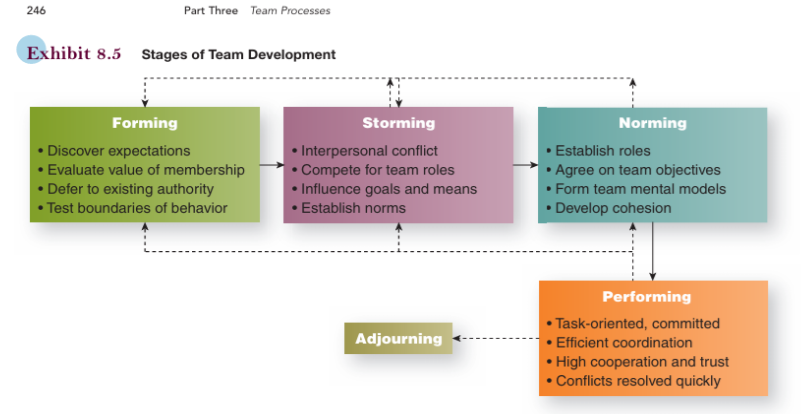 246 Part Three Team Processes
Exhibit 8.5 Stages of Team Development
Forming
• Discover expectations
• Evaluate value of membership
• Defer to existing authority
• Test boundaries of behavior
Storming
• Interpersonal conflict
• Compete for team roles
• Influence goals and means
• Establish norms
Norming
• Establish roles
• Agree on team objectives
• Form team mental models
• Develop cohesion
Performing
• Task-oriented, committed
• Efficient coordination
• High cooperation and trust
• Conflicts resolved quickly
Adjourning